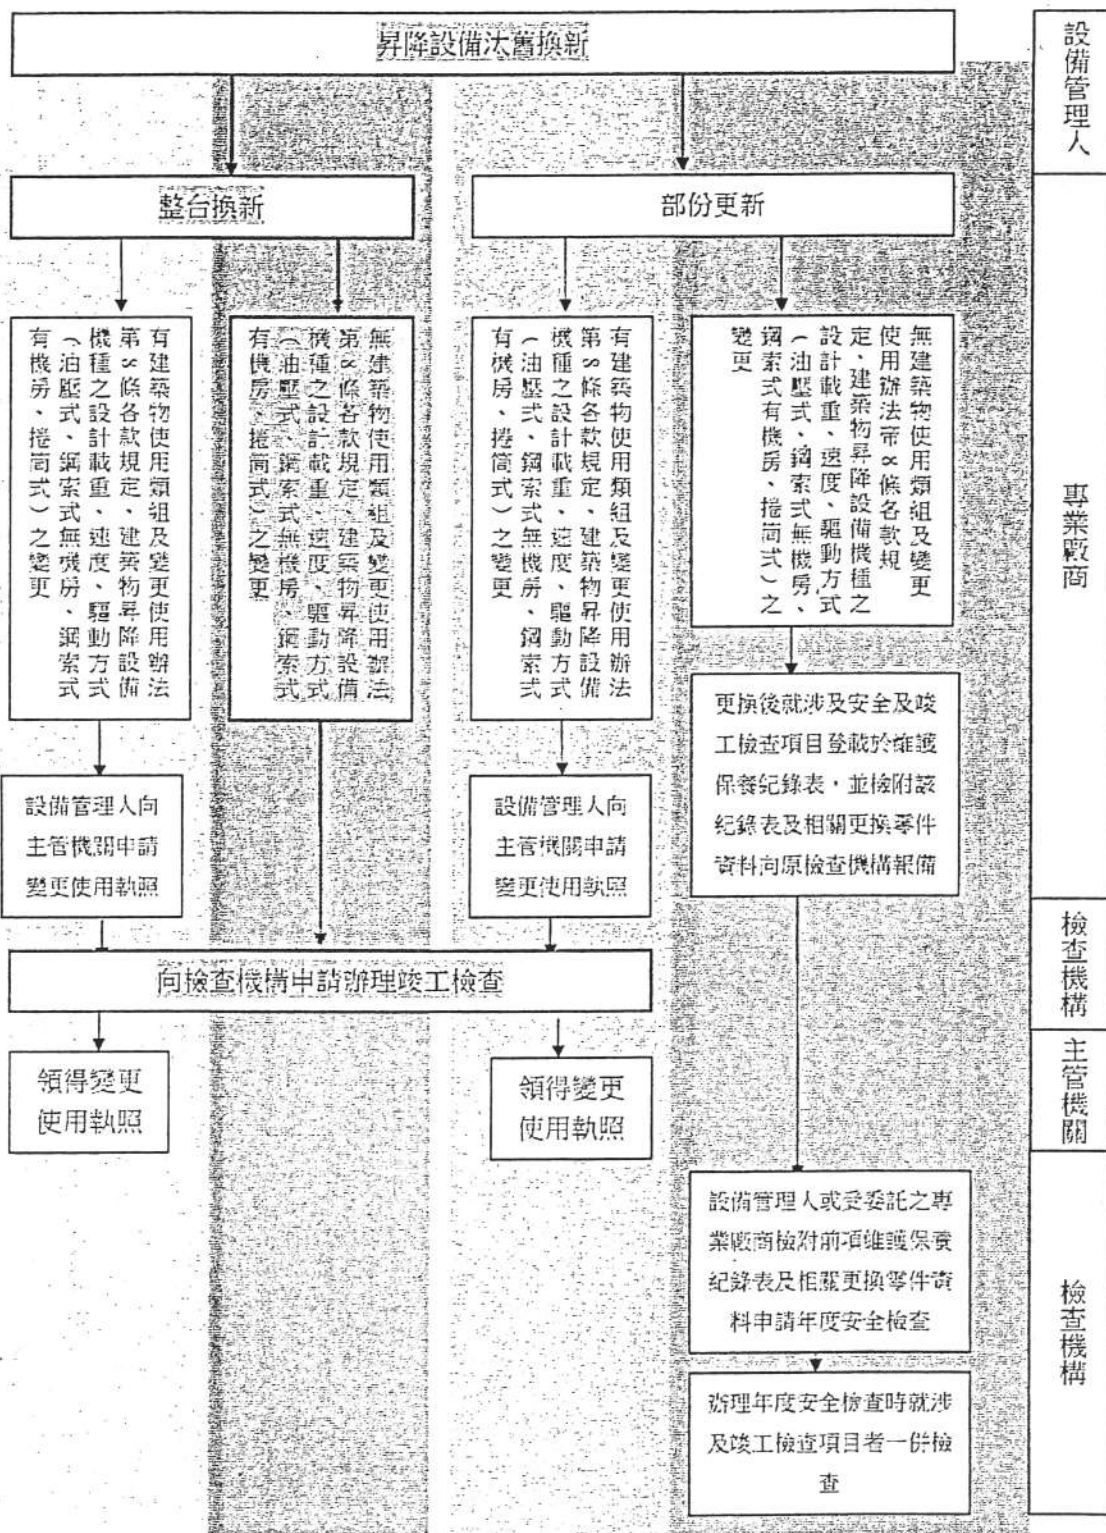 昇降設備汰舊換新
設備管理人
整台換新
部份更新
專業廠商
有建築物使用類組及變更使用辦法
第8條各款規定、建築物昇降設備
機種之設計載重、速度、驅動方式
(油壓式、鋼索式無機房、鋼索式
有機房、捲筒式)之變更
無建築物使用類組及變更使用辦法
第8條各款規定、建築物昇降設備
機種之設計載重、速度、驅動方式
(油壓式、鋼索式無機房、鋼索式
有機房、捲筒式)之變更
有建築物使用類組及變更使用辦法
第8條各款規定、建築物昇降設備
機種之設計載重、速度、驅動方式
(油壓式、鋼索式無機房、鋼索式
有機房、捲筒式)之變更
無建築物使用類組及變更
使用辦法第8條各款規
定、建築物昇降設備機種之
設計載重、速度、驅動方式
(油壓式、鋼索式無機房、
鋼索式有機房、捲筒式)之
變更
更換後就涉及安全及竣
工檢查項目登載於維護
保養紀錄表,並檢附該
紀錄表及相關更換零件
資料向原檢查機構報備
設備管理人向
主管機關申請
變更使用執照
設備管理人向
主管機關申請
變更使用執照
檢查機構
向檢查機構申請辦理竣工檢查
主管機關
領得變更
使用執照
領得變更
使用執照
檢查機構
設備管理人或受委託之專
業廠商檢附前項維護保養
紀錄表及相關更換零件資
料申請年度安全檢查
辦理年度安全檢查時就涉
及竣工檢查項目者一併檢
查